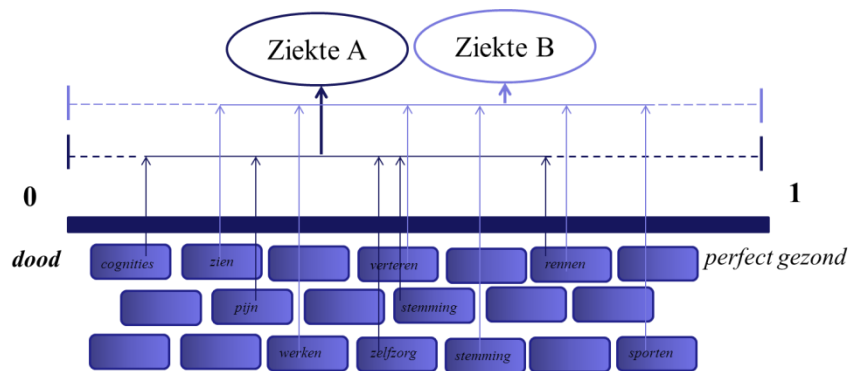 Ziekte A
Ziekte B
0
1
dood
perfect gezond
cognities
zien
verteren
rennen
pijn
stemming
werken
zelfzorg
stemming
sporten